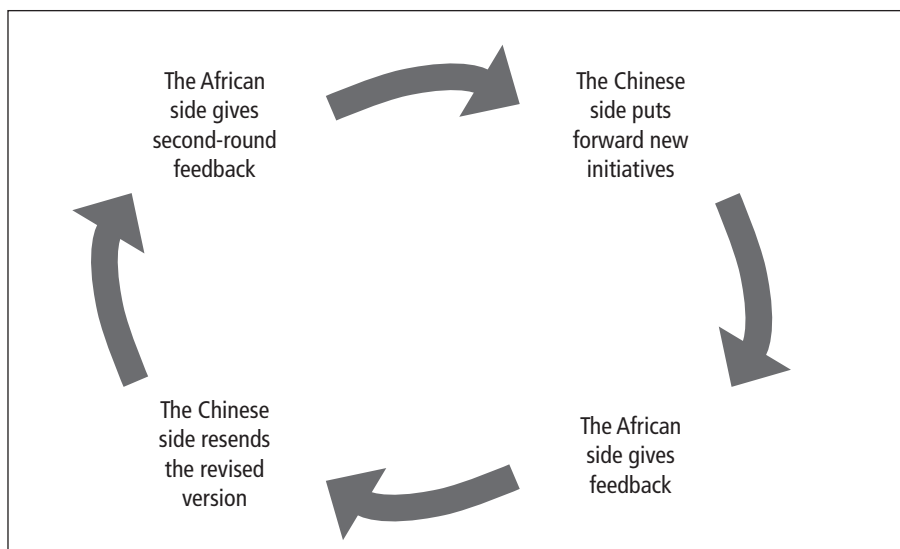 The African
side gives
second-round
feedback
The Chinese
side puts
forward new
initiatives
The Chinese
side resends
the revised
version
The African
side gives
feedback